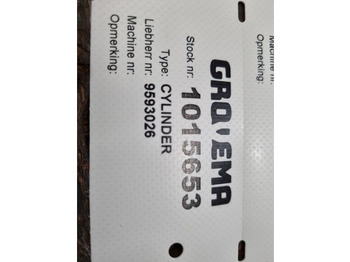 GROVEMA
Stock nr: 1015653
Type: CYLINDER
Liebherr nr: 9593026
Machine nr:
Opmerking:
Machine nr:
Opmerking: